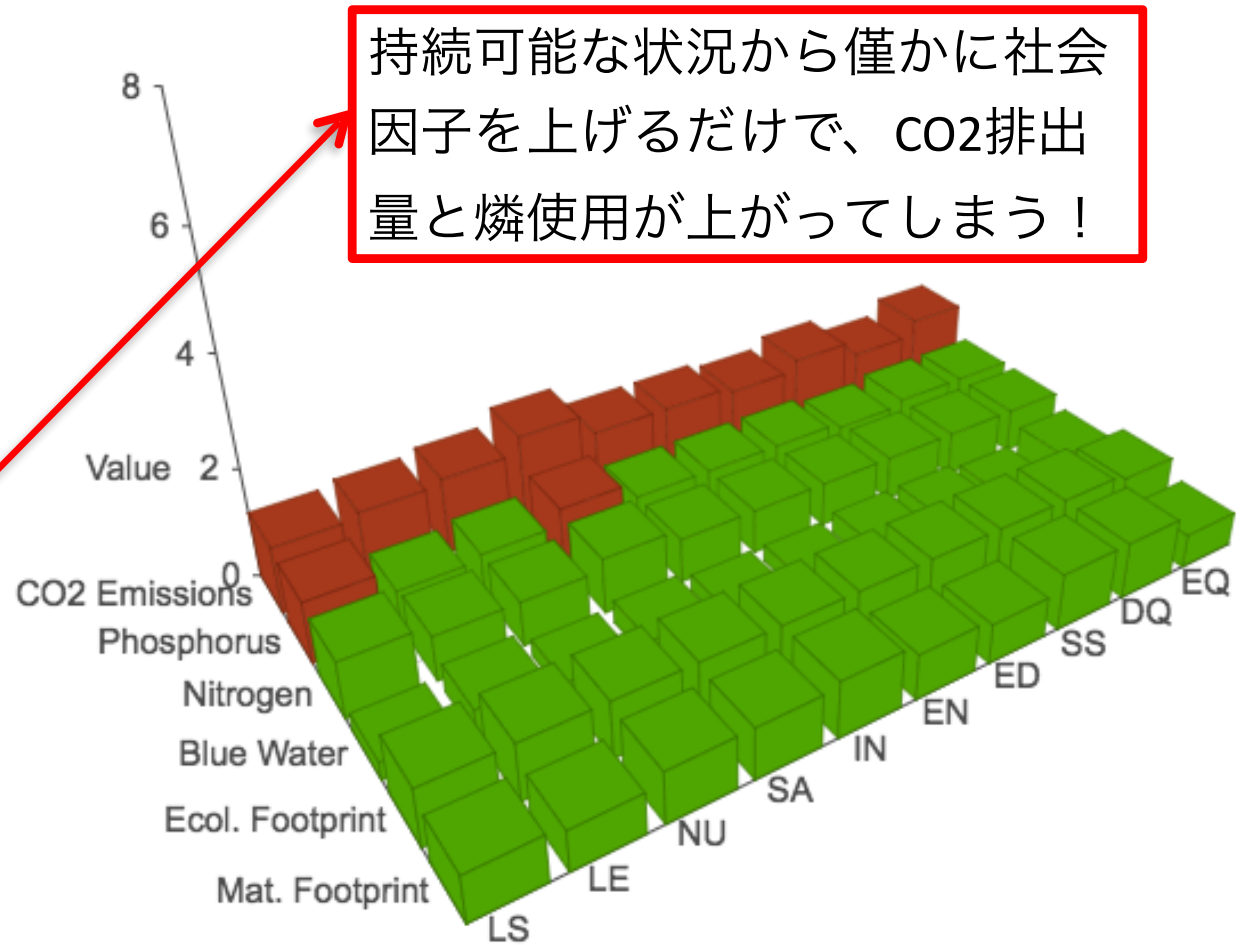 持続可能な状況から僅かに社会
因子を上げるだけで、CO2排出
量と燐使用が上がってしまう！
8
6
4
Value 2
0
CO2 Emissions
Phosphorus
Nitrogen
Blue Water
Ecol. Footprint
Mat. Footprint
LS
LE
NU
SA
IN
EN
ED
SS
DQ
EQ